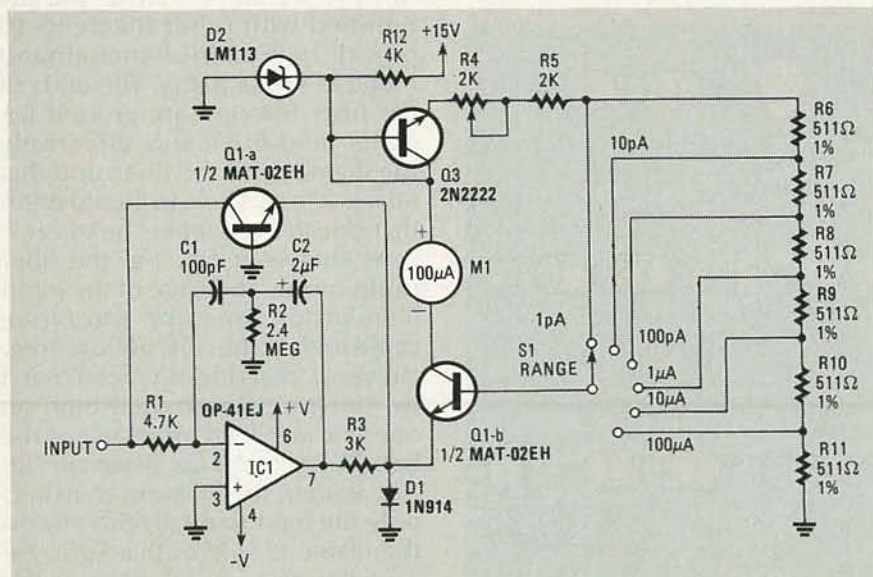 D2
LM113
R12
4K
+15V
R4
2K
R5
2K
R6
511Ω
1%
10pA
Q1-a
1/2 MAT-02EH
Q3
2N2222
R7
511Ω
1%
C1
100pF
C2
2µF
+
+
100µA
M1
−
R8
511Ω
1%
R2
2.4
MEG
1pA
R9
511Ω
1%
100pA
S1
RANGE
1µA
10µA
R10
511Ω
1%
R1
4.7K
OP-41EJ
+V
100µA
INPUT
−
6
R3
3K
Q1-b
1/2 MAT-02EH
2
IC1
7
R11
511Ω
1%
3
+
4
D1
1N914
-V